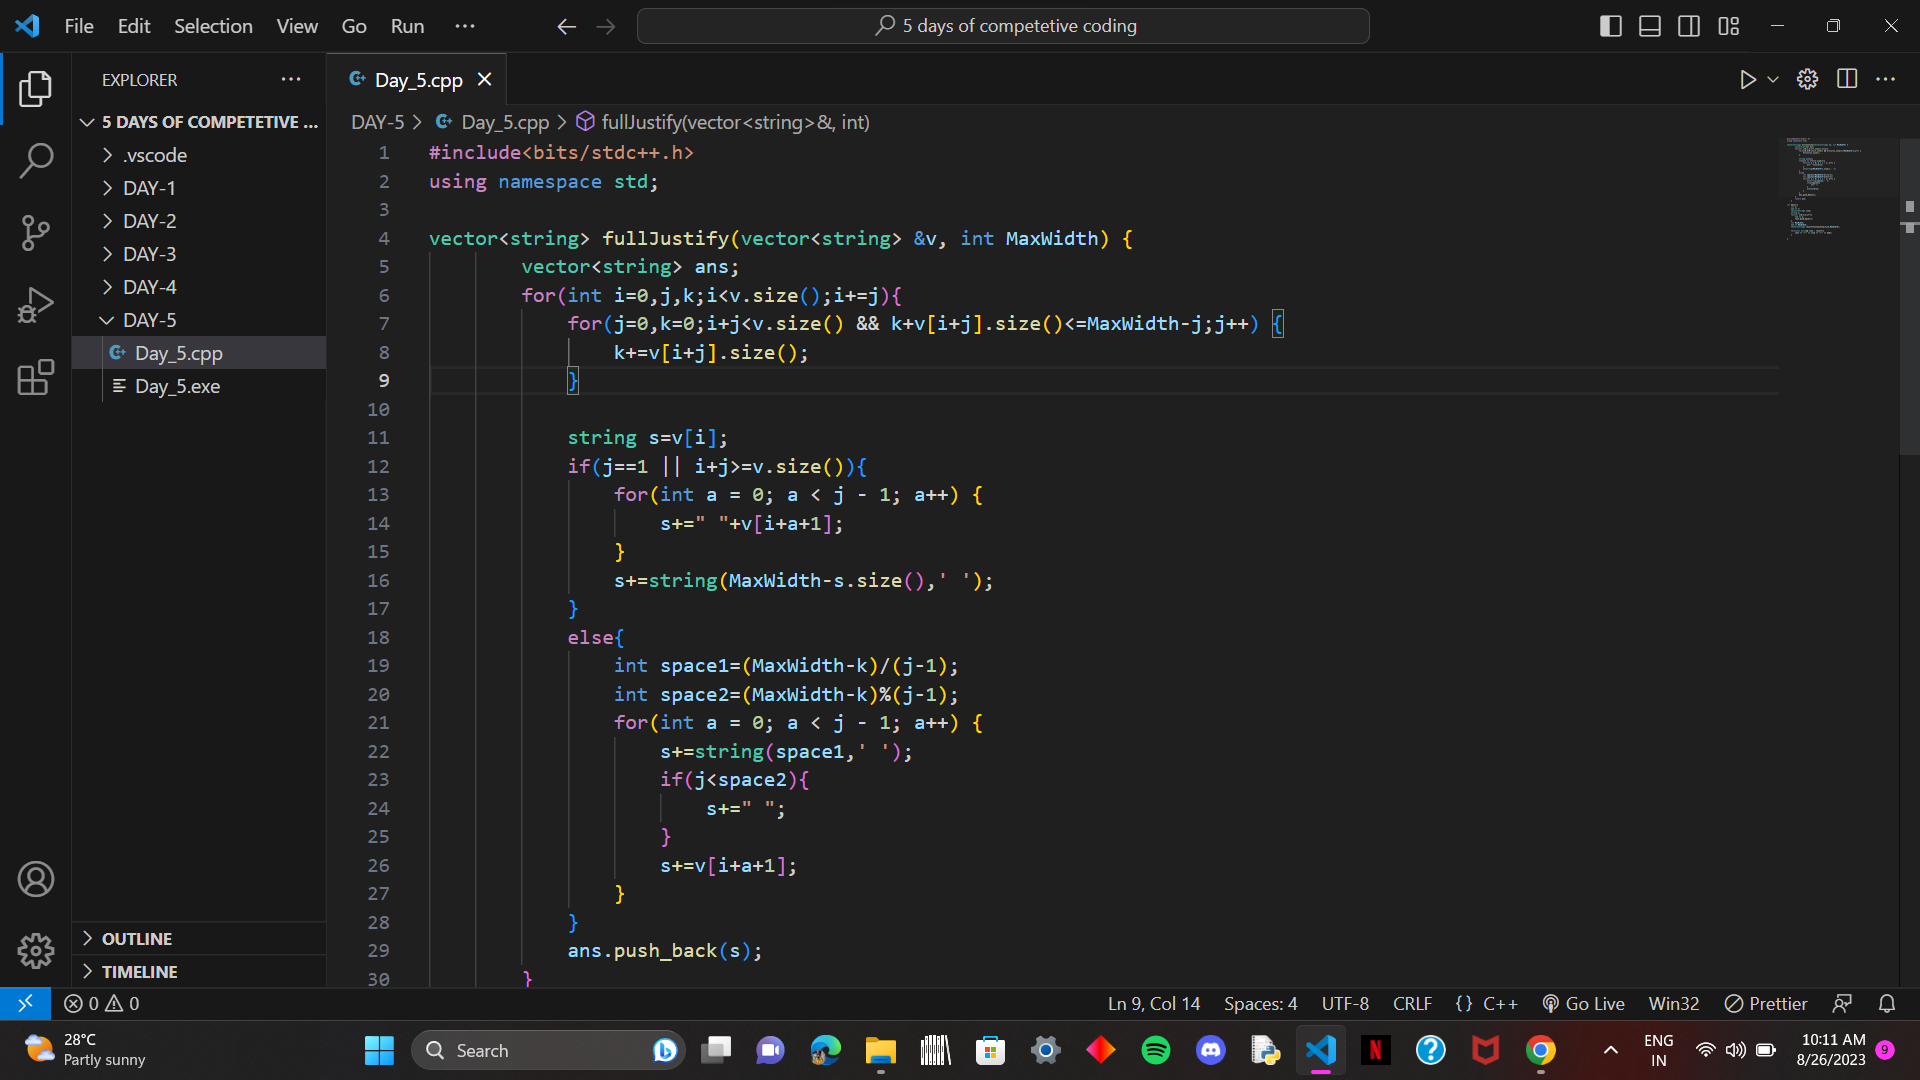 File Edit Selection View Go Run ···
5 days of competetive coding
EXPLORER
5 DAYS OF COMPETETIVE ...
.vscode
DAY-1
DAY-2
DAY-3
DAY-4
DAY-5
Day_5.cpp
Day_5.exe
OUTLINE
TIMELINE
Day_5.cpp
DAY-5 > Day_5.cpp > fullJustify(vector<string>&, int)
1 #include<bits/stdc++.h>
2 using namespace std;
3
4 vector<string> fullJustify(vector<string> &v, int MaxWidth) {
5         vector<string> ans;
6         for(int i=0,j,k;i<v.size();i+=j){
7             for(j=0,k=0;i+j<v.size() && k+v[i+j].size()<=MaxWidth-j;j++) {
8                 k+=v[i+j].size();
9             }
10
11             string s=v[i];
12             if(j==1 || i+j>=v.size()){
13                 for(int a = 0; a < j - 1; a++) {
14                     s+=" "+v[i+a+1];
15                 }
16                 s+=string(MaxWidth-s.size(),' ');
17             }
18             else{
19                 int space1=(MaxWidth-k)/(j-1);
20                 int space2=(MaxWidth-k)%(j-1);
21                 for(int a = 0; a < j - 1; a++) {
22                     s+=string(space1,' ');
23                     if(j<space2){
24                         s+=" ";
25                     }
26                     s+=v[i+a+1];
27                 }
28             }
29             ans.push_back(s);
30         }
0 0
Ln 9, Col 14 Spaces: 4 UTF-8 CRLF {} C++ Go Live Win32 Prettier
28°C
Partly sunny
Search
ENG
IN
10:11 AM
8/26/2023
9